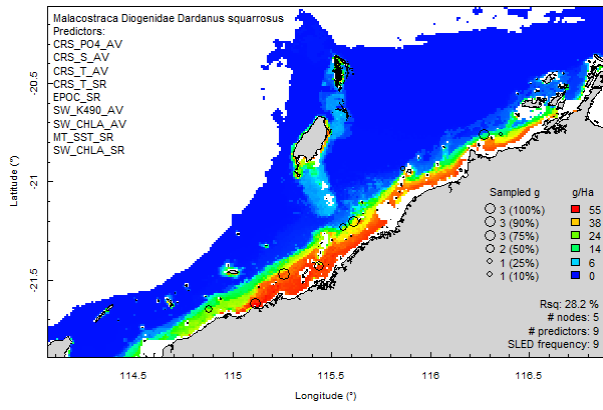 Malacostraca Diogenidae Dardanus squarrosus
Predictors:
CRS_PO4_AV
CRS_S_AV
CRS_T_AV
CRS_T_SR
EPOC_SR
SW_K490_AV
SW_CHLA_AV
MT_SST_SR
SW_CHLA_SR
20.5
21
21.5
Latitude (°)
Sampled g g/Ha
3 (100%) 55
3 (90%) 38
3 (75%) 24
2 (50%) 14
1 (25%) 6
1 (10%) 0
Rsq: 28.2 %
# nodes: 5
# predictors: 9
SLED frequency: 9
114.5 115 115.5 116 116.5
Longitude (°)